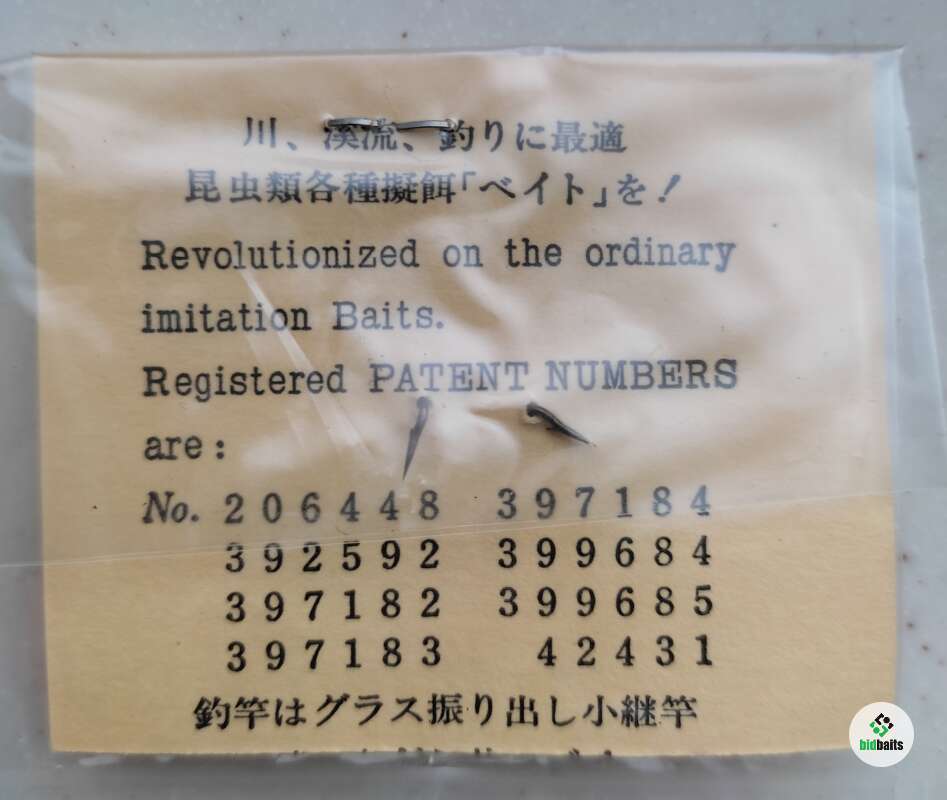 川、溪流、釣りに最適
昆虫類各種擬餌「ベイト」を！
Revolutionized on the ordinary
imitation Baits.
Registered PATENT NUMBERS
are:
No. 206448 397184
392592 399684
397182 399685
397183 42431
釣竿はグラス振り出し小継竿
bidbaits